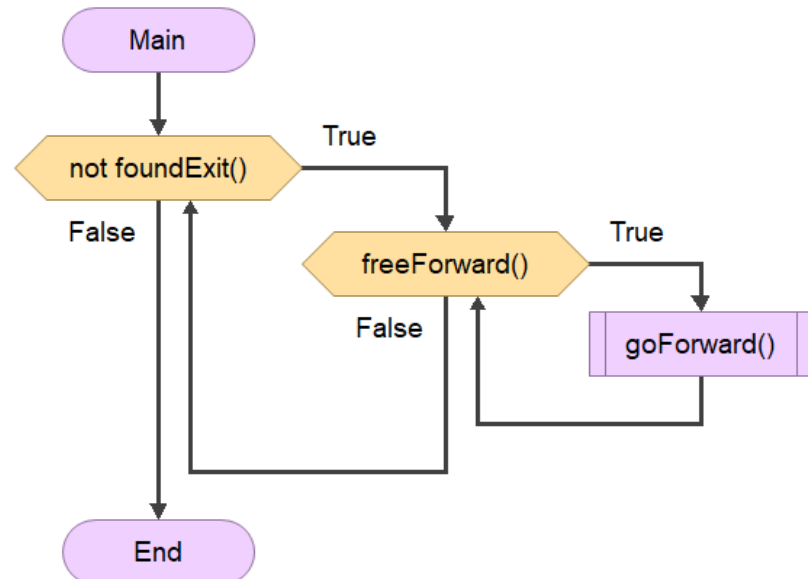 Main
not foundExit()
True
False
freeForward()
True
False
goForward()
End